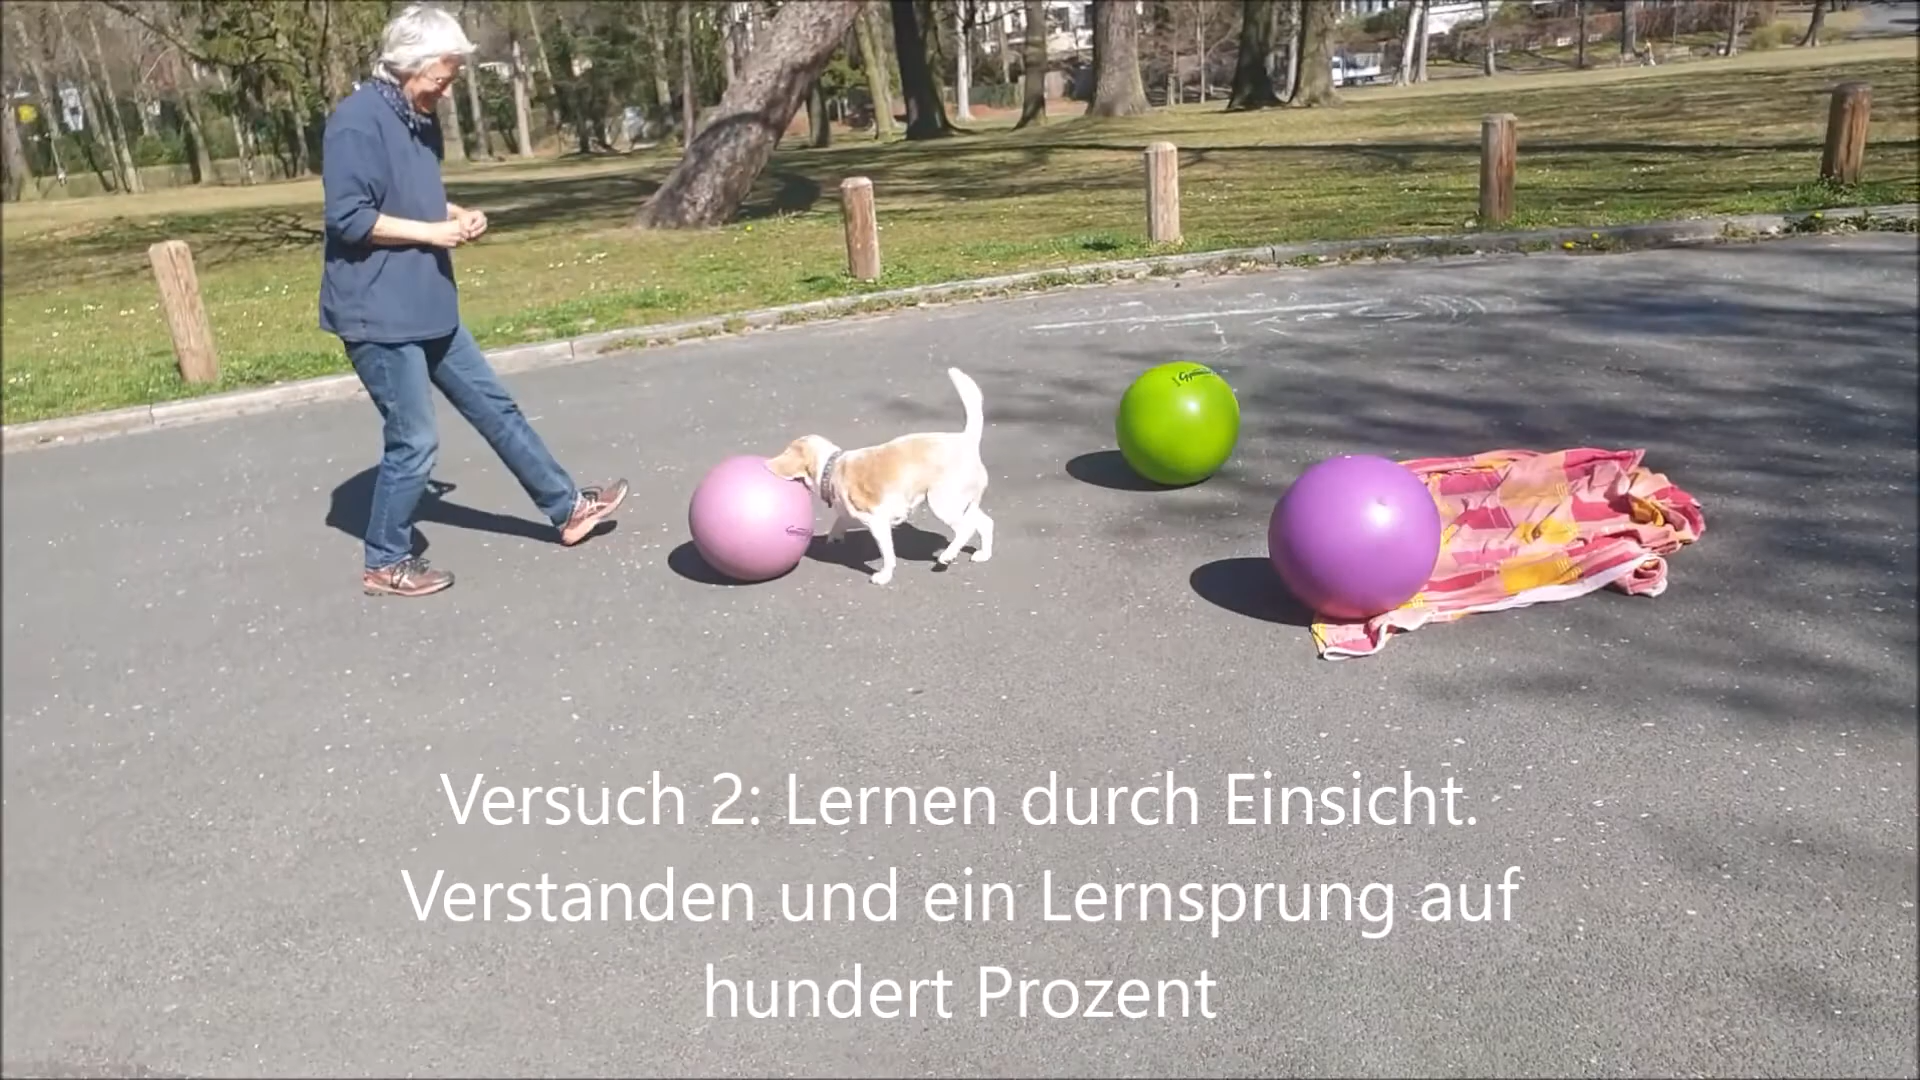 Versuch 2: Lernen durch Einsicht.
Verstanden und ein Lernsprung auf
hundert Prozent